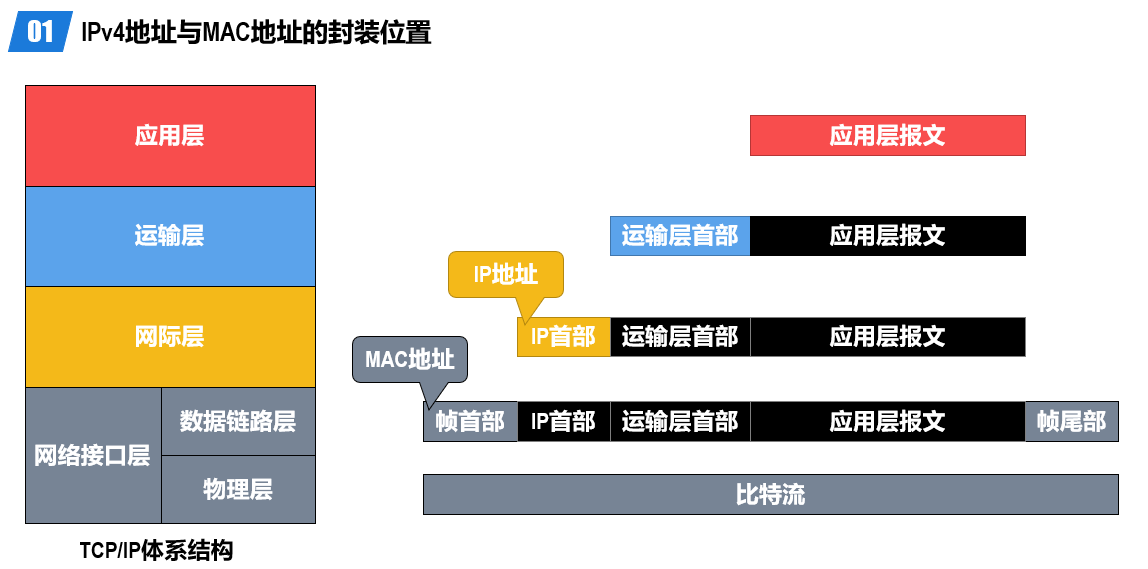 01 IPv4地址与MAC地址的封装位置
应用层
应用层报文
运输层
运输层首部 应用层报文
IP地址
网际层
IP首部 运输层首部 应用层报文
MAC地址
网络接口层
数据链路层
帧首部 IP首部 运输层首部 应用层报文 帧尾部
物理层
比特流
TCP/IP体系结构